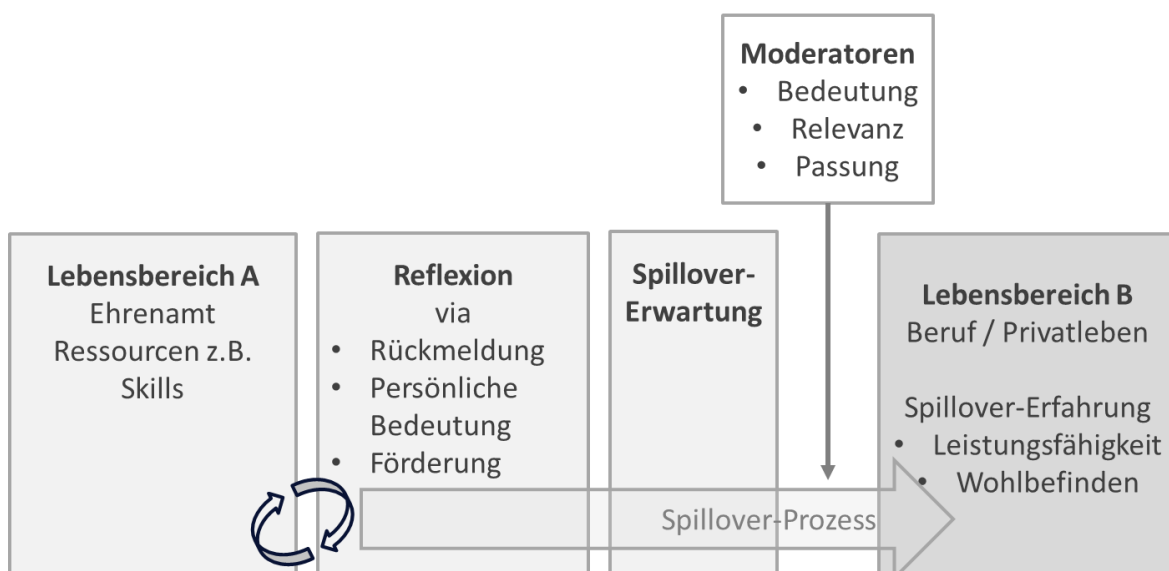 Moderatoren
• Bedeutung
• Relevanz
• Passung
Lebensbereich A
Ehrenamt
Ressourcen z.B.
Skills
Reflexion
via
• Rückmeldung
• Persönliche
Bedeutung
• Förderung
Spillover-
Erwartung
Lebensbereich B
Beruf / Privatleben
Spillover-Erfahrung
• Leistungsfähigkeit
• Wohlbefinden
Spillover-Prozess